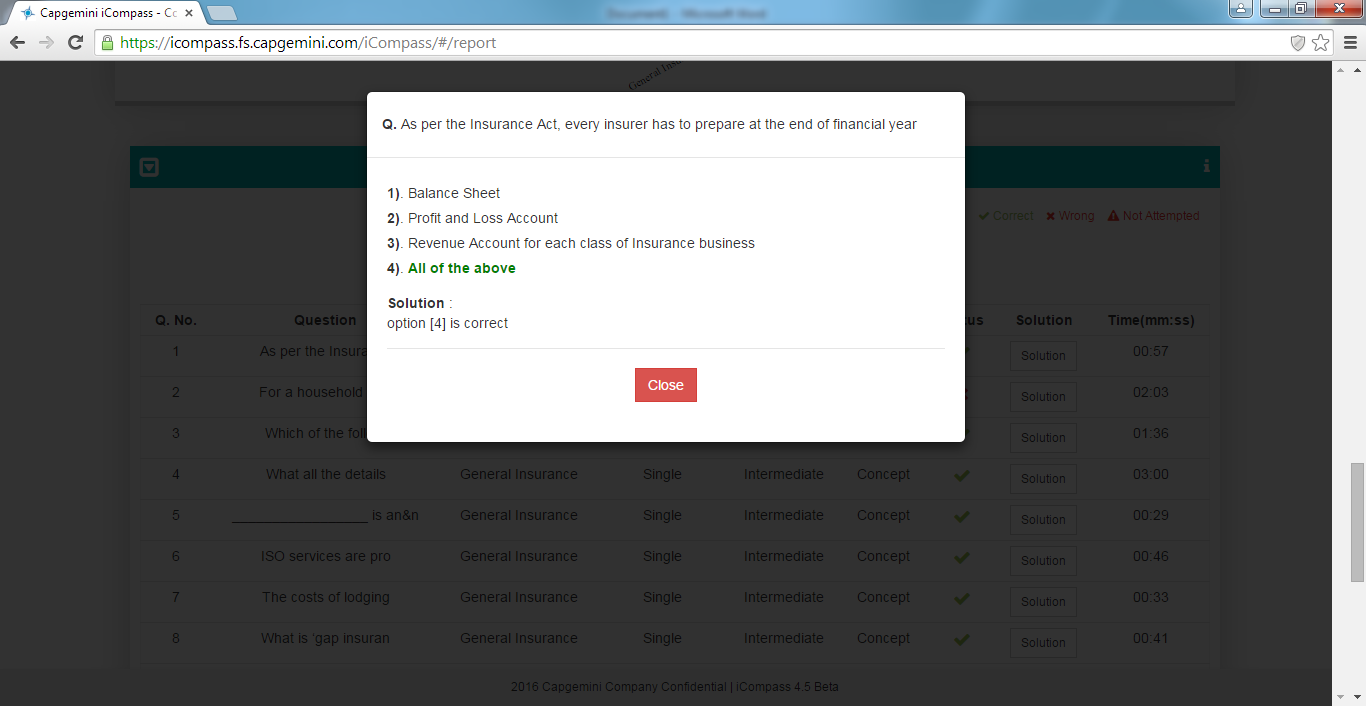 Capgemini iCompass - Cc
Document1 - Microsoft Word
https://icompass.fs.capgemini.com/iCompass/#/report
General Insu
Q. As per the Insurance Act, every insurer has to prepare at the end of financial year
1). Balance Sheet
2). Profit and Loss Account
3). Revenue Account for each class of Insurance business
4). All of the above
Solution :
option [4] is correct
Close
Correct Wrong Not Attempted
Q. No. Question tus Solution Time(mm:ss)
1 As per the Insura Solution 00:57
2 For a household Solution 02:03
3 Which of the foll Solution 01:36
4 What all the details General Insurance Single Intermediate Concept Solution 03:00
5 _________________ is an&n General Insurance Single Intermediate Concept Solution 00:29
6 ISO services are pro General Insurance Single Intermediate Concept Solution 00:46
7 The costs of lodging General Insurance Single Intermediate Concept Solution 00:33
8 What is 'gap insuran General Insurance Single Intermediate Concept Solution 00:41
2016 Capgemini Company Confidential | iCompass 4.5 Beta